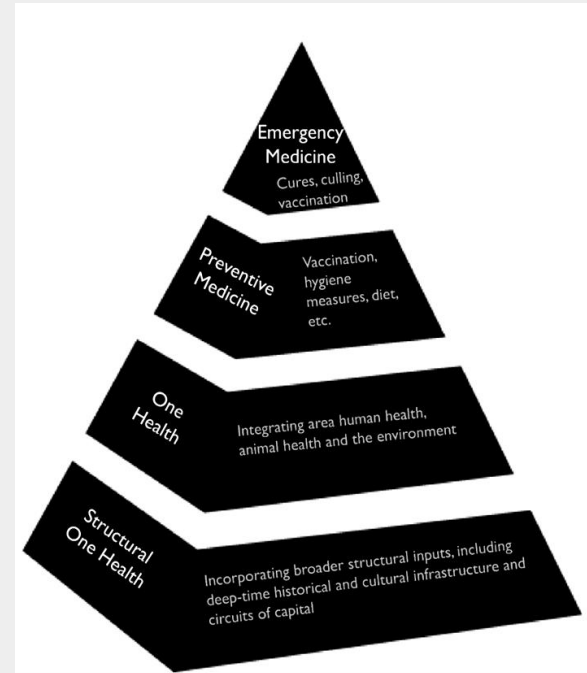 Emergency
Medicine
Cures, culling,
vaccination
Preventive
Medicine
Vaccination,
hygiene
measures, diet,
etc.
One
Health
Integrating area human health,
animal health and the environment
Structural
One Health
Incorporating broader structural inputs, including
deep-time historical and cultural infrastructure and
circuits of capital